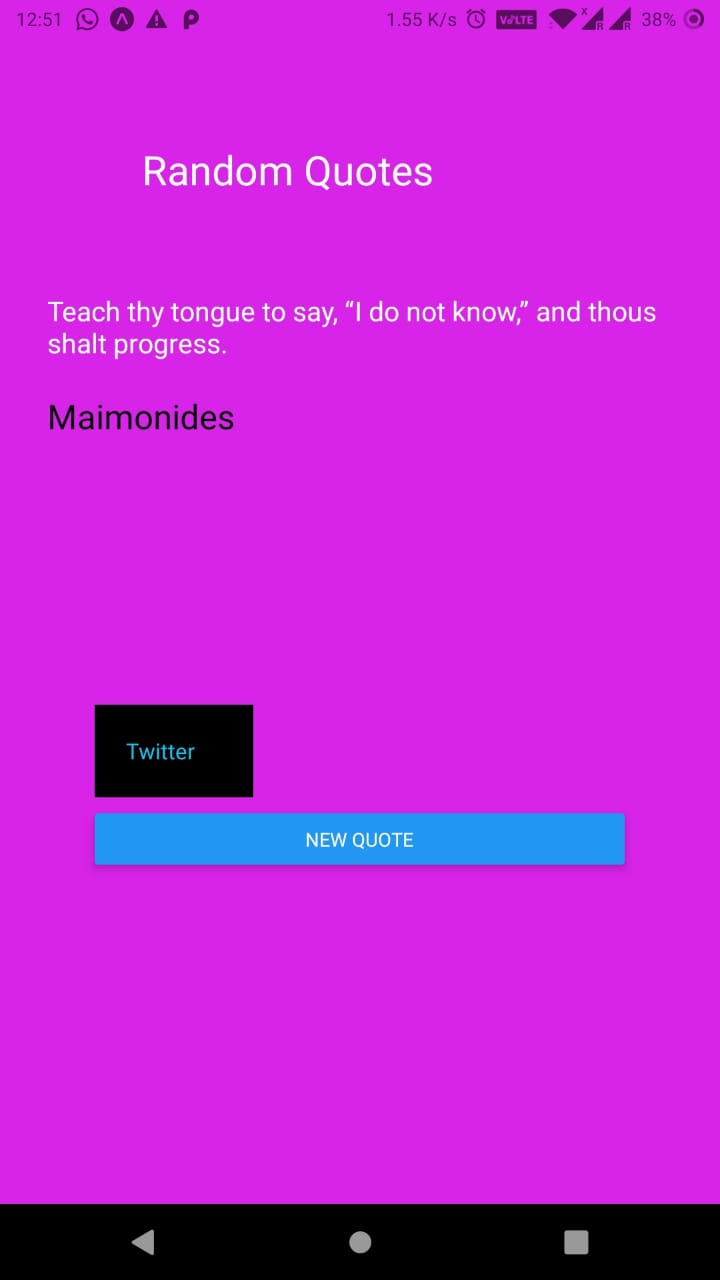 12:51 1.55 K/s VoLTE R R 38%
Random Quotes
Teach thy tongue to say, “I do not know,” and thous
shalt progress.
Maimonides
Twitter
NEW QUOTE